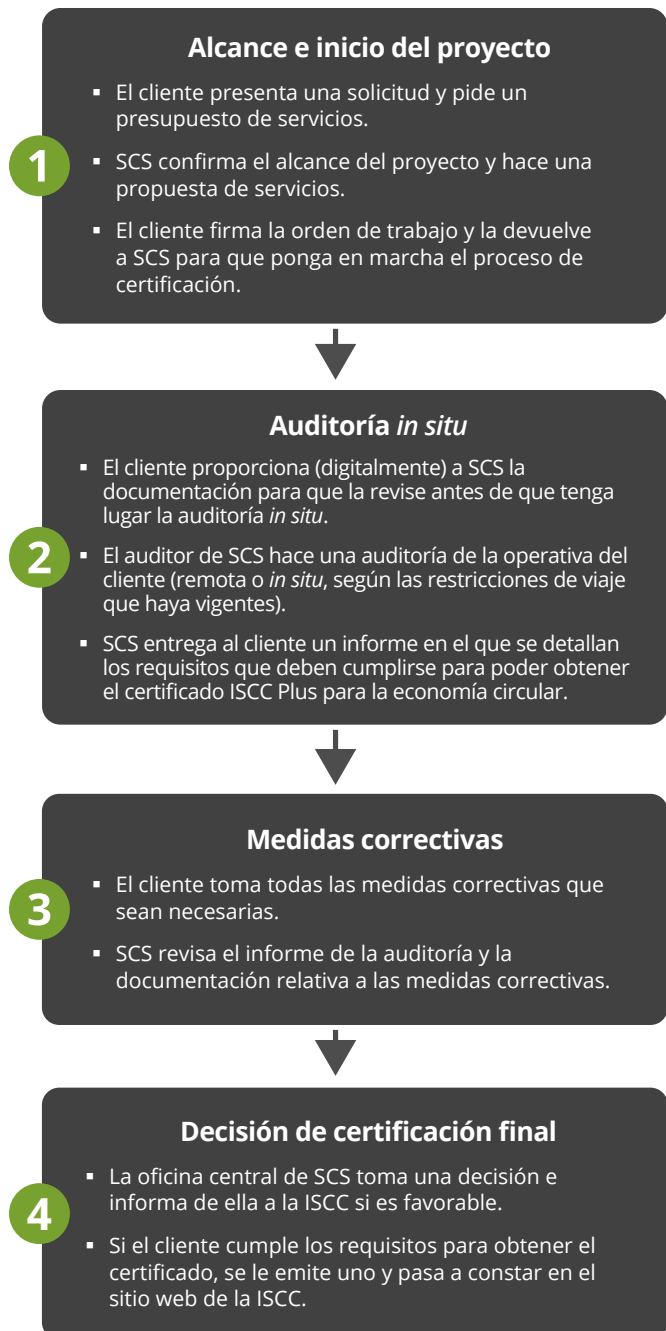 Alcance e inicio del proyecto
▪ El cliente presenta una solicitud y pide un
presupuesto de servicios.
1
▪ SCS confirma el alcance del proyecto y hace una
propuesta de servicios.
▪ El cliente firma la orden de trabajo y la devuelve
a SCS para que ponga en marcha el proceso de
certificación.
Auditoría in situ
▪ El cliente proporciona (digitalmente) a SCS la
documentación para que la revise antes de que tenga
lugar la auditoría in situ.
2
▪ El auditor de SCS hace una auditoría de la operativa del
cliente (remota o in situ, según las restricciones de viaje
que haya vigentes).
▪ SCS entrega al cliente un informe en el que se detallan
los requisitos que deben cumplirse para poder obtener
el certificado ISCC Plus para la economía circular.
Medidas correctivas
3
▪ El cliente toma todas las medidas correctivas que
sean necesarias.
▪ SCS revisa el informe de la auditoría y la
documentación relativa a las medidas correctivas.
Decisión de certificación final
▪ La oficina central de SCS toma una decisión e
informa de ella a la ISCC si es favorable.
4
▪ Si el cliente cumple los requisitos para obtener el
certificado, se le emite uno y pasa a constar en el
sitio web de la ISCC.